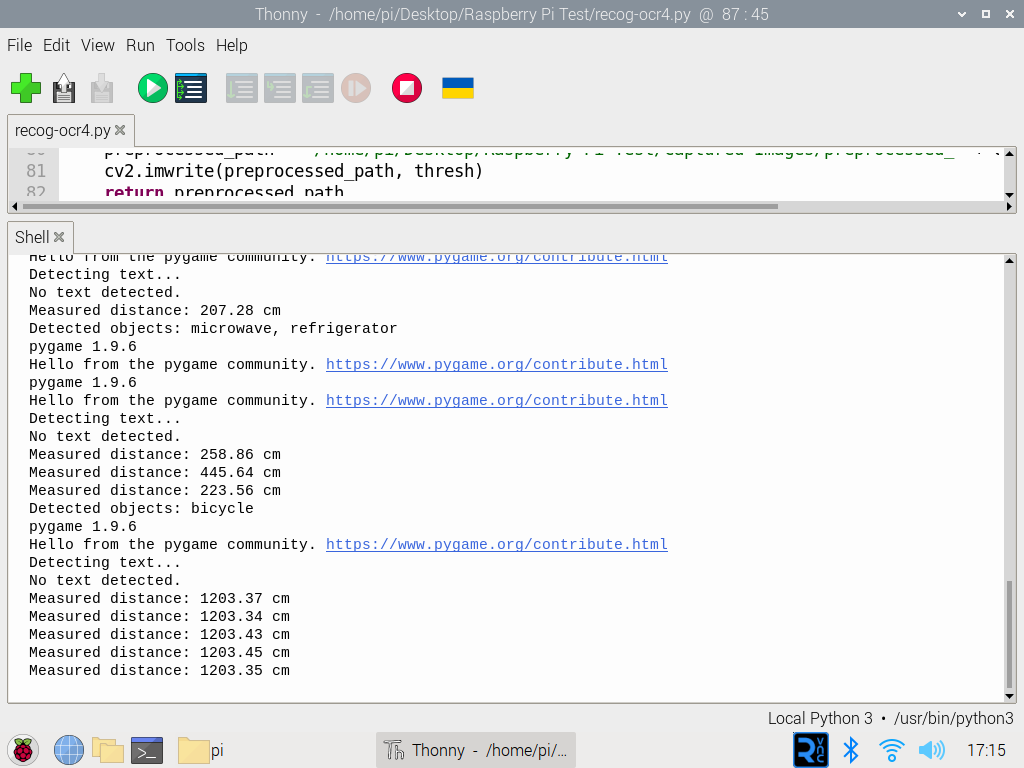 Thonny - /home/pi/Desktop/Raspberry Pi Test/recog-ocr4.py @ 87 : 45
File Edit View Run Tools Help
recog-ocr4.py
81 cv2.imwrite(preprocessed_path, thresh)
82 return preprocessed_path
Shell
Hello from the pygame community. https://www.pygame.org/contribute.html
Detecting text...
No text detected.
Measured distance: 207.28 cm
Detected objects: microwave, refrigerator
pygame 1.9.6
Hello from the pygame community. https://www.pygame.org/contribute.html
pygame 1.9.6
Hello from the pygame community. https://www.pygame.org/contribute.html
Detecting text...
No text detected.
Measured distance: 258.86 cm
Measured distance: 445.64 cm
Measured distance: 223.56 cm
Detected objects: bicycle
pygame 1.9.6
Hello from the pygame community. https://www.pygame.org/contribute.html
Detecting text...
No text detected.
Measured distance: 1203.37 cm
Measured distance: 1203.34 cm
Measured distance: 1203.43 cm
Measured distance: 1203.45 cm
Measured distance: 1203.35 cm
Local Python 3 • /usr/bin/python3
pi
Thonny - /home/pi/...
17:15